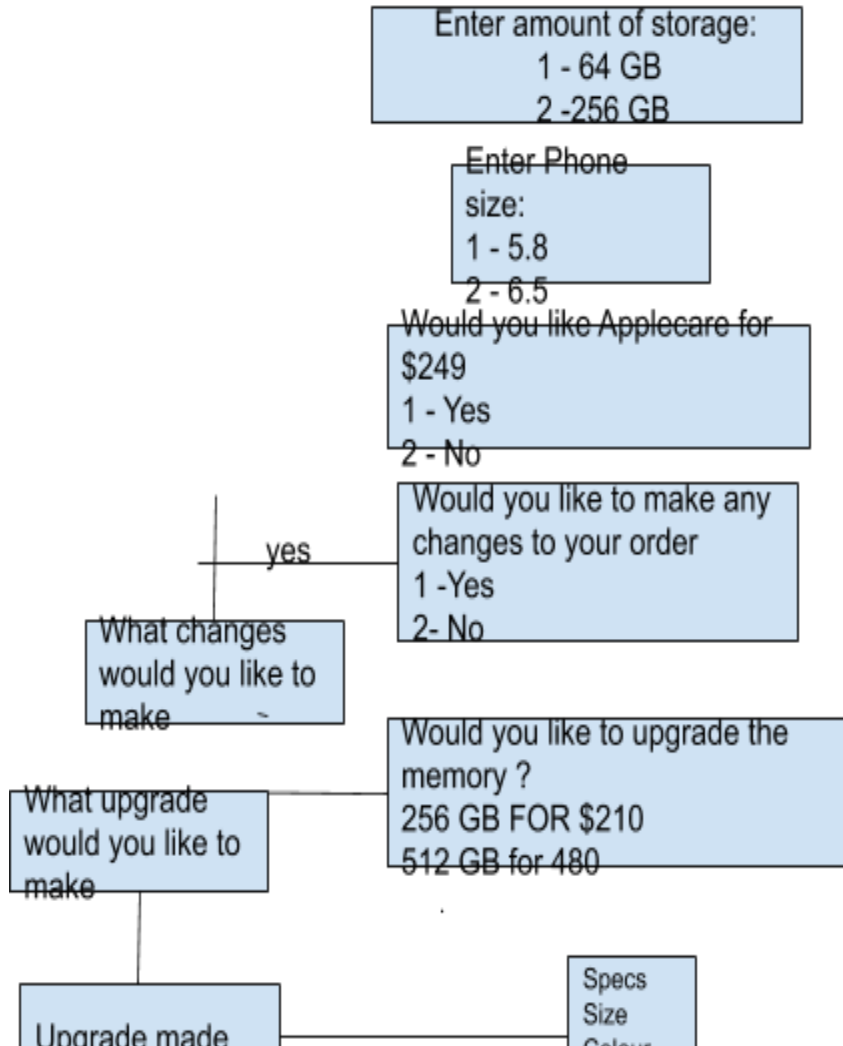 Enter amount of storage:
1 - 64 GB
2 -256 GB
Enter Phone
size:
1 - 5.8
2 - 6.5
Would you like Applecare for
$249
1 - Yes
2 - No
yes
Would you like to make any
changes to your order
1 -Yes
2- No
What changes
would you like to
make
Would you like to upgrade the
memory ?
256 GB FOR $210
512 GB for 480
What upgrade
would you like to
make
Upgrade made
Specs
Size
Colour